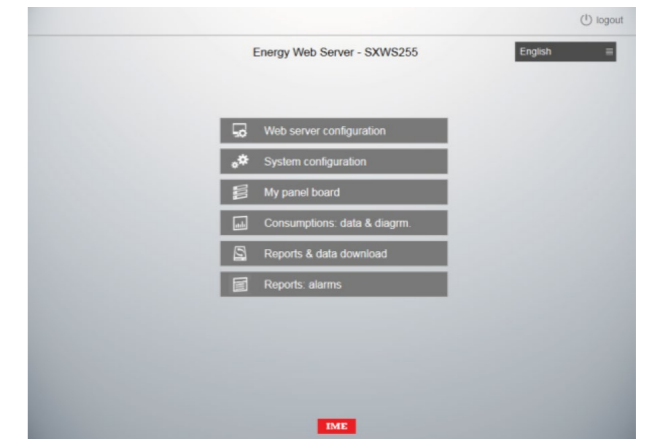 logout
Energy Web Server - SXWS255
English
Web server configuration
System configuration
My panel board
Consumptions: data & diagrm.
Reports & data download
Reports: alarms
IME